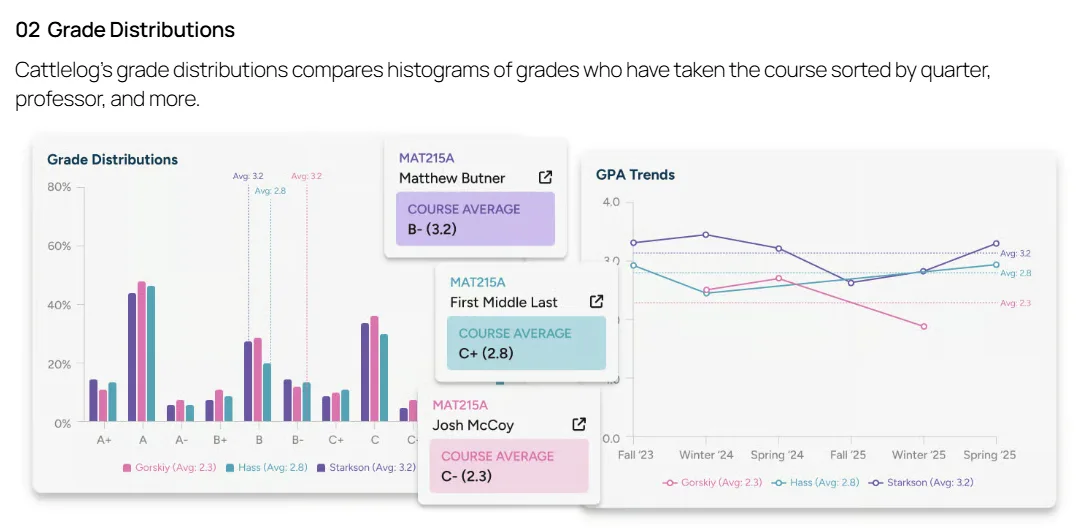 02 Grade Distributions
Cattlelog's grade distributions compares histograms of grades who have taken the course sorted by quarter,
professor, and more.
Grade Distributions
Avg: 3.2
Avg: 3.2
Avg: 2.8
80%
60%
40%
20%
0%
A+ A A- B+ B B- C+ C C-
Gorskiy (Avg: 2.3) Hass (Avg: 2.8) Starkson (Avg: 3.2)
MAT215A
Matthew Butner
COURSE AVERAGE
B- (3.2)
MAT215A
First Middle Last
COURSE AVERAGE
C+ (2.8)
MAT215A
Josh McCoy
COURSE AVERAGE
C- (2.3)
GPA Trends
4.0
3.0
0.0
Avg: 3.2
Avg: 2.8
Avg: 2.3
Fall '23 Winter '24 Spring '24 Fall '25 Winter '25 Spring '25
Gorskiy (Avg: 2.3) Hass (Avg: 2.8) Starkson (Avg: 3.2)